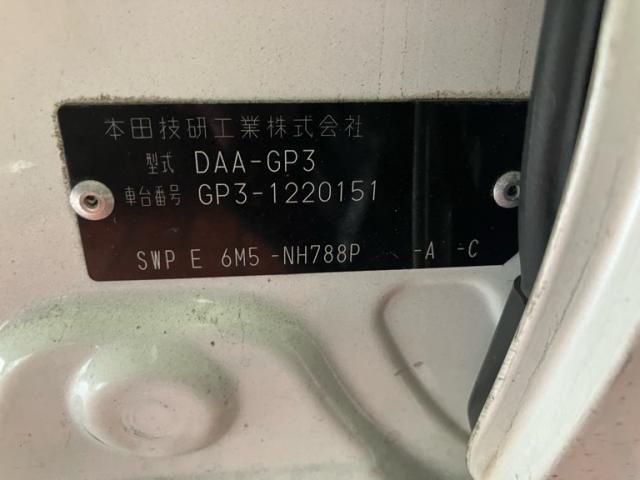 本田技研工業株式会社
型式 DAA-GP3
車台番号 GP3-1220151
SWP E 6M5 -NH788P -A -C